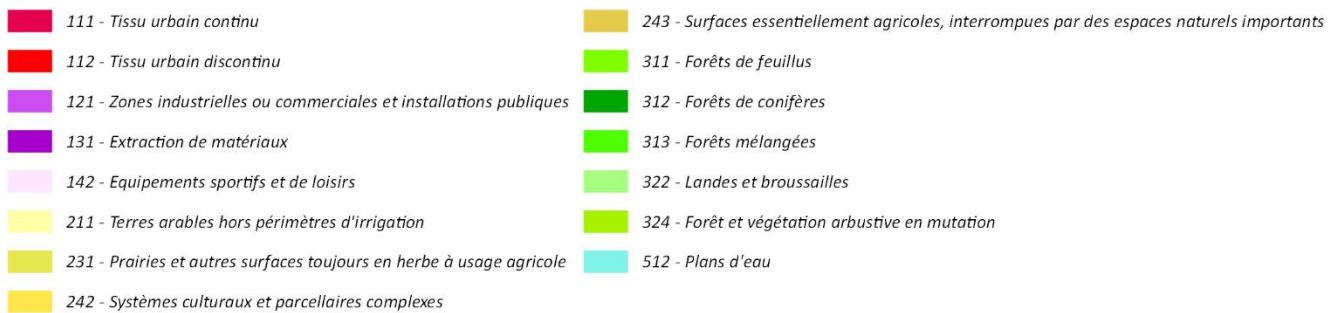 111 - Tissu urbain continu
112 - Tissu urbain discontinu
121 - Zones industrielles ou commerciales et installations publiques
131 - Extraction de matériaux
142 - Equipements sportifs et de loisirs
211 - Terres arables hors périmètres d'irrigation
231 - Prairies et autres surfaces toujours en herbe à usage agricole
242 - Systèmes culturaux et parcellaires complexes
243 - Surfaces essentiellement agricoles, interrompues par des espaces naturels importants
311 - Forêts de feuillus
312 - Forêts de conifères
313 - Forêts mélangées
322 - Landes et broussailles
324 - Forêt et végétation arbustive en mutation
512 - Plans d'eau